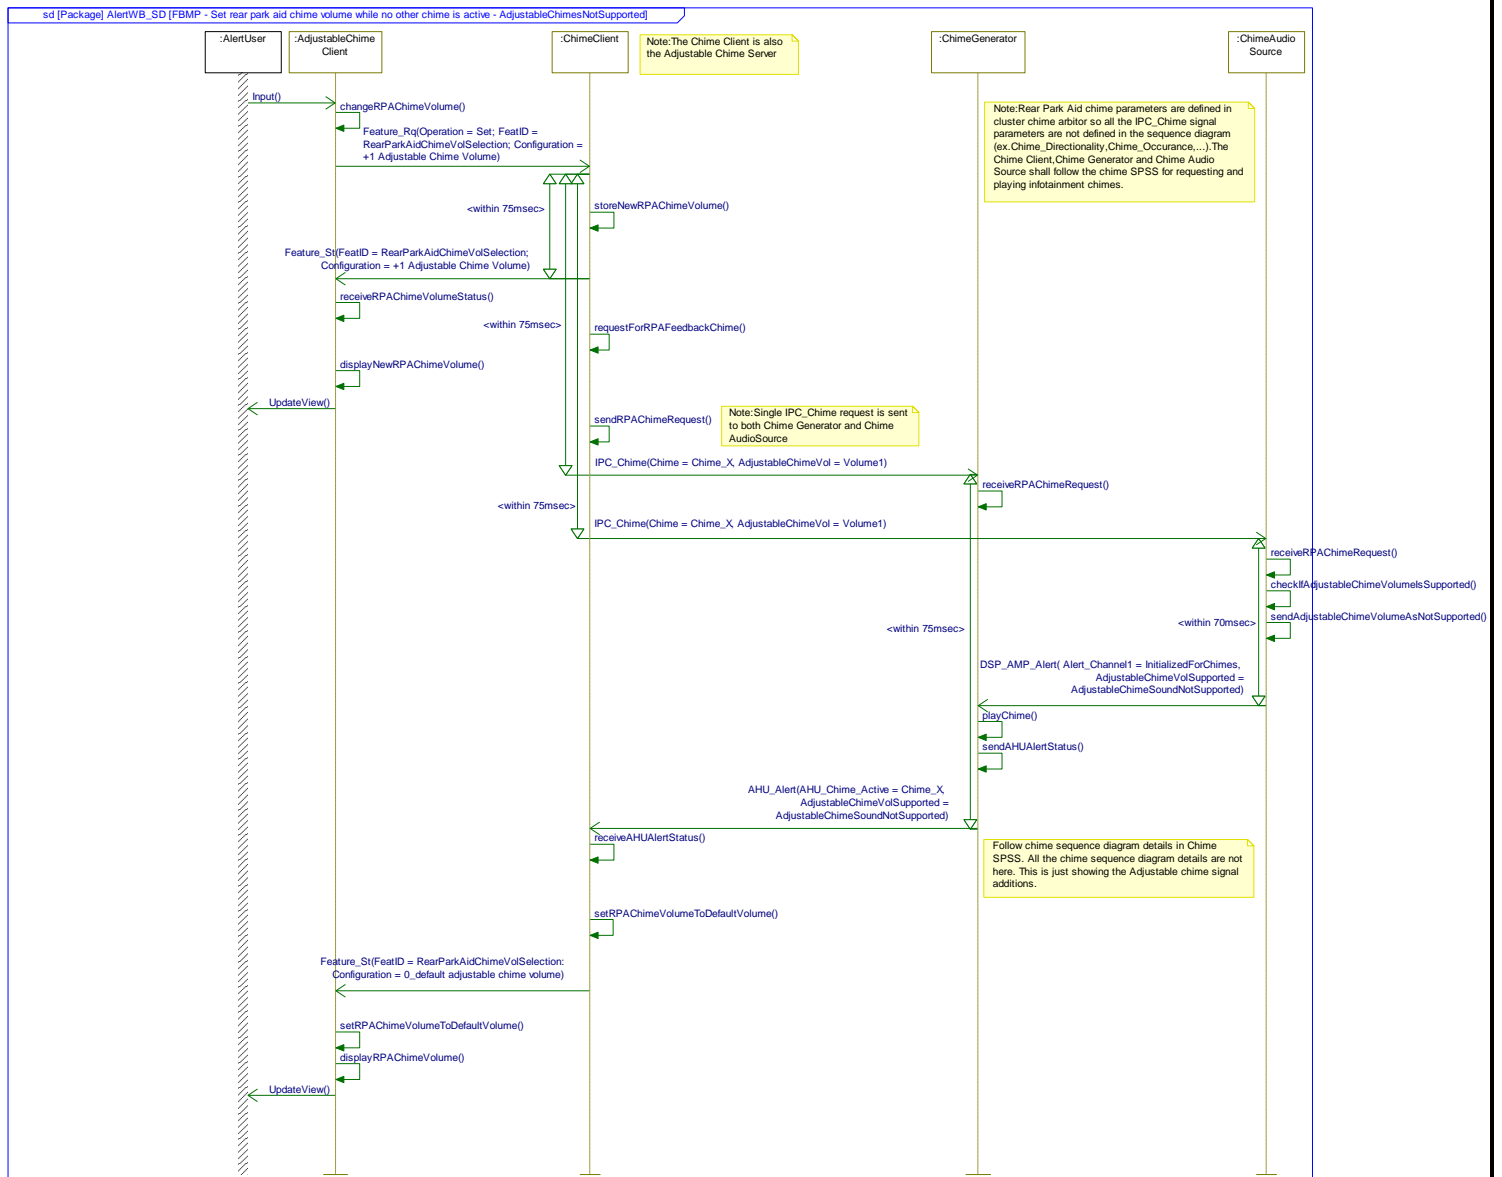 sd [Package] AlertWB_SD [FBMP - Set rear park aid chime volume while no other chime is active - AdjustableChimesNotSupported]
:AlertUser
:AdjustableChime
Client
:ChimeClient
Note:The Chime Client is also
the Adjustable Chime Server
:ChimeGenerator
:ChimeAudio
Source
Input()
changeRPAChimeVolume()
Note:Rear Park Aid chime parameters are defined in
cluster chime arbitor so all the IPC_Chime signal
parameters are not defined in the sequence diagram
(ex.Chime_Directionality,Chime_Occurance,...).The
Chime Client,Chime Generator and Chime Audio
Source shall follow the chime SPSS for requesting and
playing infotainment chimes.
Feature_Rq(Operation = Set; FeatID =
RearParkAidChimeVolSelection; Configuration =
+1 Adjustable Chime Volume)
<within 75msec>
storeNewRPAChimeVolume()
Feature_St(FeatID = RearParkAidChimeVolSelection;
Configuration = +1 Adjustable Chime Volume)
receiveRPAChimeVolumeStatus()
<within 75msec>
requestForRPAFeedbackChime()
displayNewRPAChimeVolume()
UpdateView()
sendRPAChimeRequest()
Note:Single IPC_Chime request is sent
to both Chime Generator and Chime
AudioSource
IPC_Chime(Chime = Chime_X, AdjustableChimeVol = Volume1)
receiveRPAChimeRequest()
<within 75msec>
IPC_Chime(Chime = Chime_X, AdjustableChimeVol = Volume1)
receiveRPAChimeRequest()
checkIfAdjustableChimeVolumeIsSupported()
sendAdjustableChimeVolumeAsNotSupported()
<within 75msec>
<within 70msec>
DSP_AMP_Alert( Alert_Channel1 = InitializedForChimes,
AdjustableChimeVolSupported =
AdjustableChimeSoundNotSupported)
playChime()
sendAHUAlertStatus()
AHU_Alert(AHU_Chime_Active = Chime_X,
AdjustableChimeVolSupported =
AdjustableChimeSoundNotSupported)
receiveAHUAlertStatus()
Follow chime sequence diagram details in Chime
SPSS. All the chime sequence diagram details are not
here. This is just showing the Adjustable chime signal
additions.
setRPAChimeVolumeToDefaultVolume()
Feature_St(FeatID = RearParkAidChimeVolSelection:
Configuration = 0_default adjustable chime volume)
setRPAChimeVolumeToDefaultVolume()
displayRPAChimeVolume()
UpdateView()